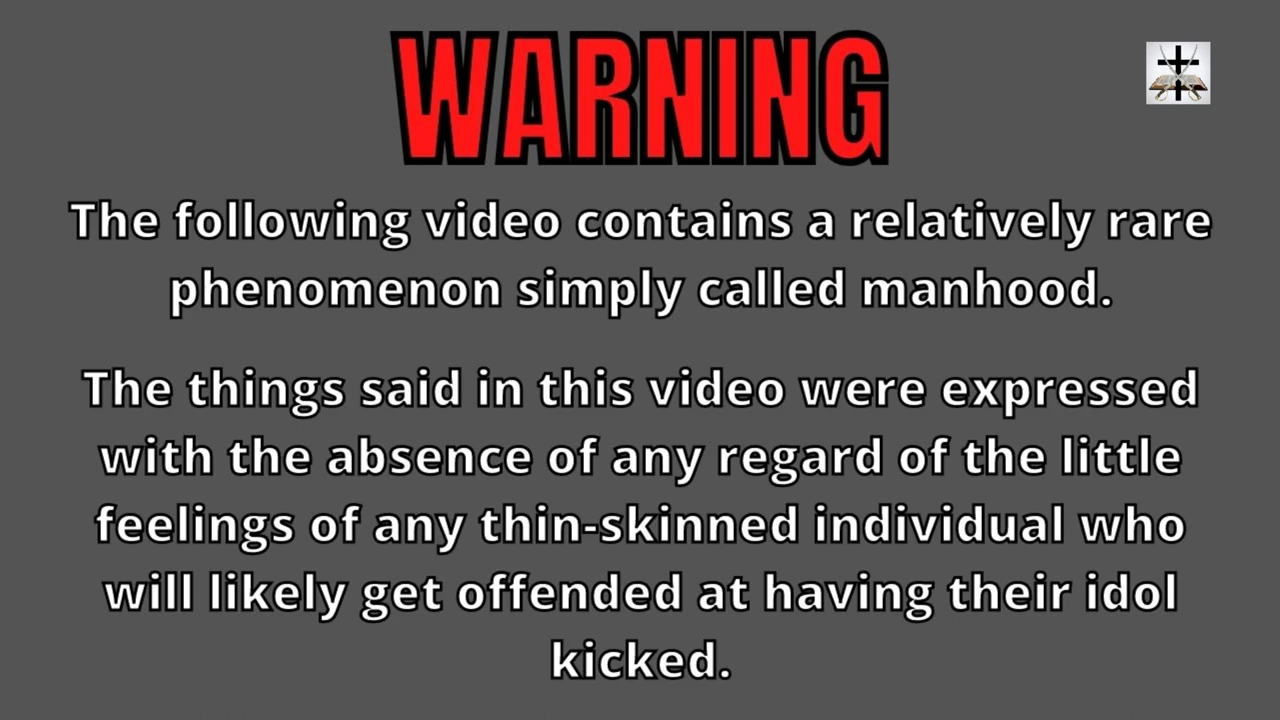 WARNING
The following video contains a relatively rare
phenomenon simply called manhood.
The things said in this video were expressed
with the absence of any regard of the little
feelings of any thin-skinned individual who
will likely get offended at having their idol
kicked.